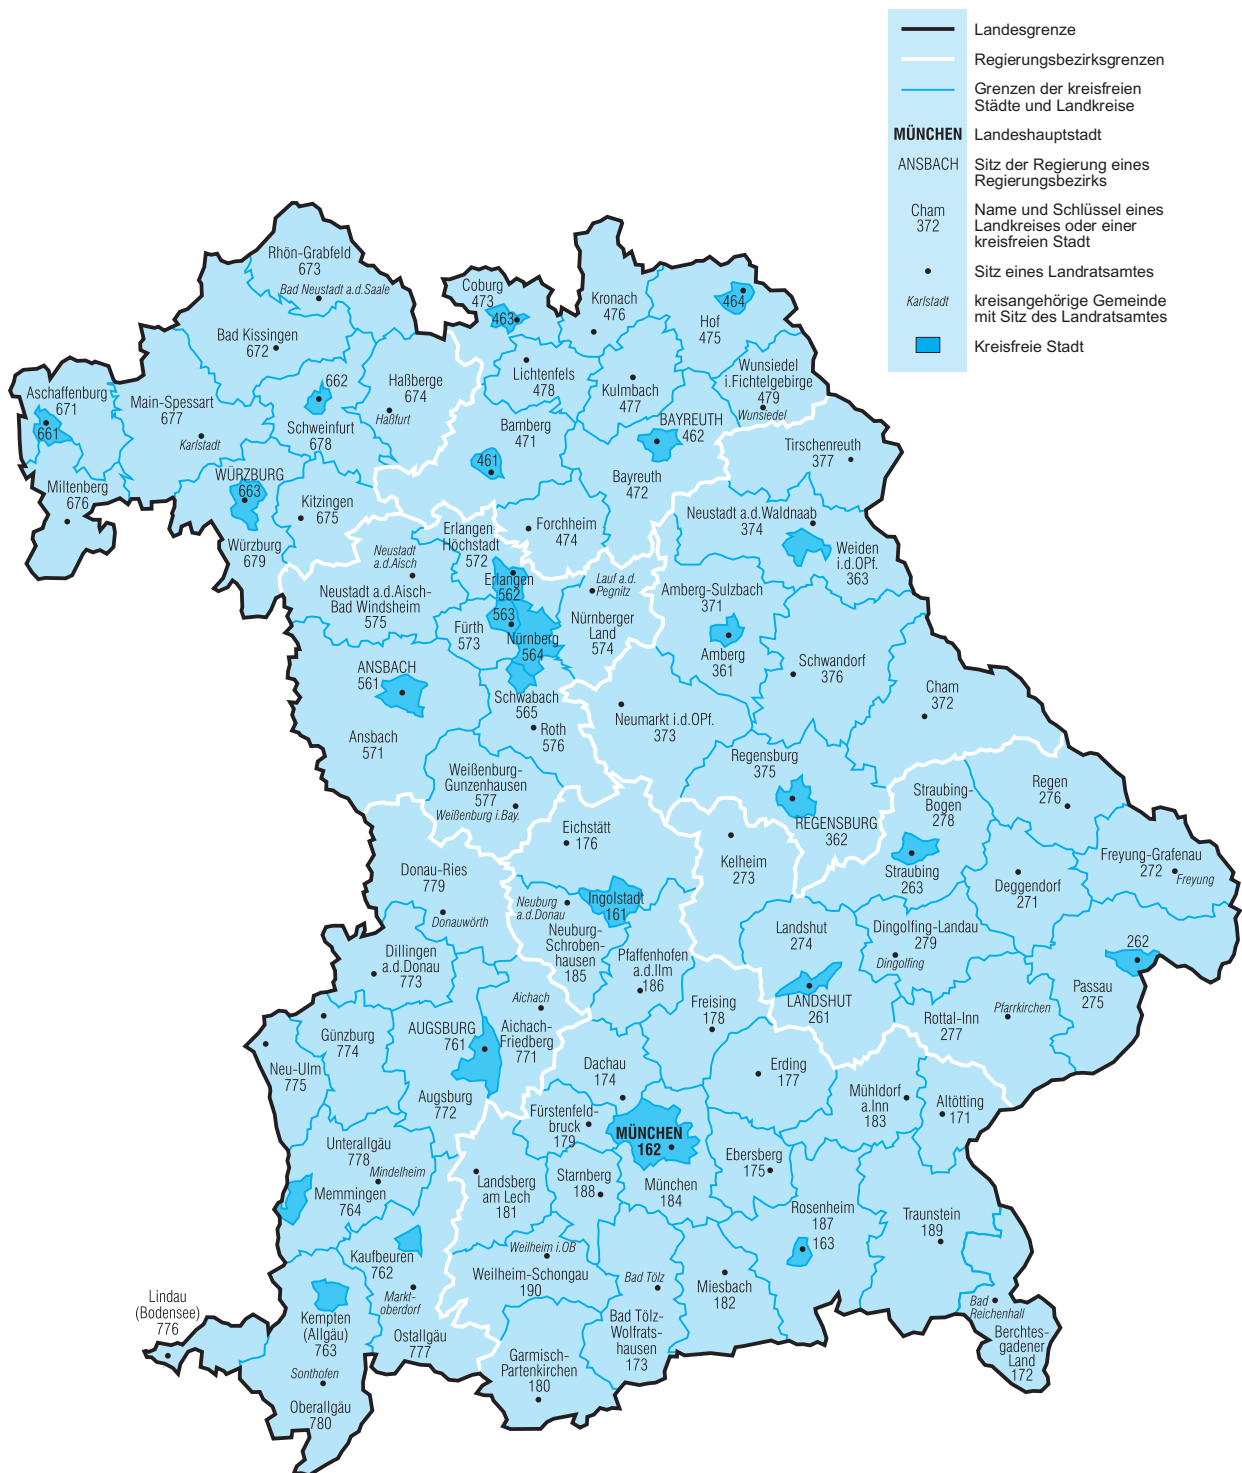 Landesgrenze
Regierungsbezirksgrenzen
Grenzen der kreisfreien
Städte und Landkreise
MÜNCHEN Landeshauptstadt
ANSBACH Sitz der Regierung eines
Regierungsbezirks
Cham
372
Name und Schlüssel eines
Landkreises oder einer
kreisfreien Stadt
Sitz eines Landratsamtes
Karlstadt kreisangehörige Gemeinde
mit Sitz des Landratsamtes
Kreisfreie Stadt
Rhön-Grabfeld
673
Bad Neustadt a.d.Saale
Coburg
473
463
Kronach
476
464
Hof
475
Bad Kissingen
672
Lichtenfels
478
Kulmbach
477
Wunsiedel
i.Fichtelgebirge
479
Wunsiedel
Aschaffenburg
671
661
Main-Spessart
677
Karlstadt
662
Schweinfurt
678
Haßberge
674
Haßfurt
Bamberg
471
461
BAYREUTH
462
Bayreuth
472
Tirschenreuth
377
Miltenberg
676
WÜRZBURG
663
Würzburg
679
Kitzingen
675
Forchheim
474
Neustadt a.d.Waldnaab
374
Weiden
i.d.OPf.
363
Neustadt
a.d.Aisch
Neustadt a.d.Aisch-
Bad Windsheim
575
Erlangen-
Höchstadt
572
Erlangen
562
563
Fürth
573
Nürnberg
564
Lauf a.d.
Pegnitz
Nürnberger
Land
574
Amberg-Sulzbach
371
Amberg
361
Schwandorf
376
Cham
372
ANSBACH
561
Ansbach
571
Schwabach
565
Roth
576
Neumarkt i.d.OPf.
373
Weißenburg-
Gunzenhausen
577
Weißenburg i.Bay.
Regensburg
375
REGENSBURG
362
Straubing-
Bogen
278
Straubing
263
Regen
276
Eichstätt
176
Kelheim
273
Deggendorf
271
Freyung-Grafenau
272
Freyung
Donau-Ries
779
Donauwörth
Neuburg
a.d.Donau
Ingolstadt
161
Neuburg-
Schroben-
hausen
185
Landshut
274
LANDSHUT
261
Dingolfing-Landau
279
Dingolfing
262
Passau
275
Dillingen
a.d.Donau
773
Pfaffenhofen
a.d.Ilm
186
Freising
178
Rottal-Inn
277
Pfarrkirchen
Günzburg
774
Neu-Ulm
775
AUGSBURG
761
Augsburg
772
Aichach
Aichach-
Friedberg
771
Dachau
174
Erding
177
Mühldorf
a.Inn
183
Altötting
171
Fürstenfeld-
bruck
179
MÜNCHEN
162
München
184
Ebersberg
175
Unterallgäu
778
Mindelheim
Memmingen
764
Landsberg
am Lech
181
Starnberg
188
Rosenheim
187
163
Traunstein
189
Kaufbeuren
762
Markt-
oberdorf
Ostallgäu
777
Weilheim i.OB
Weilheim-Schongau
190
Bad Tölz
Bad Tölz-
Wolfrats-
hausen
173
Miesbach
182
Bad
Reichenhall
Berchtes-
gadener
Land
172
Lindau
(Bodensee)
776
Kempten
(Allgäu)
763
Sonthofen
Oberallgäu
780
Garmisch-
Partenkirchen
180